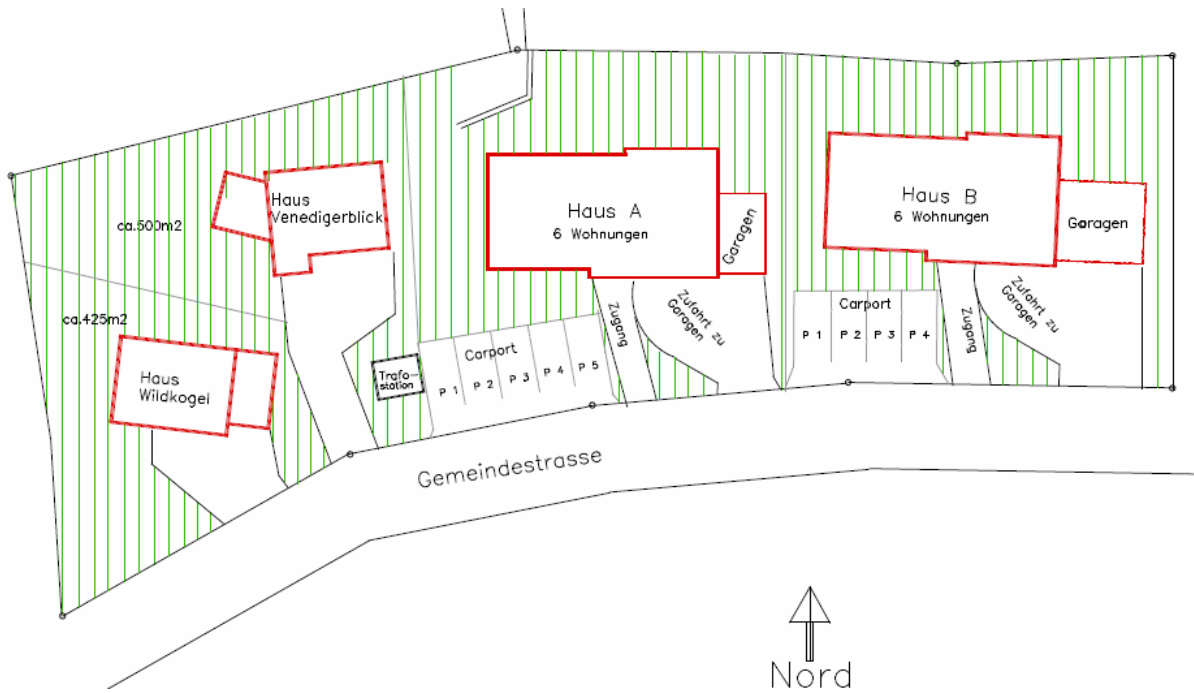 ca.500m2
Haus
Venedigerblick
ca.425m2
Haus
Wildkogel
Trafo-
station
Carport
P 1 P 2 P 3 P 4 P 5
Haus A
6 Wohnungen
Garagen
Zugang
Zufahrt zu
Garagen
Haus B
6 Wohnungen
Garagen
Carport
P 1 P 2 P 3 P 4
Zugang
Zufahrt zu
Garagen
Gemeindestrasse
Nord